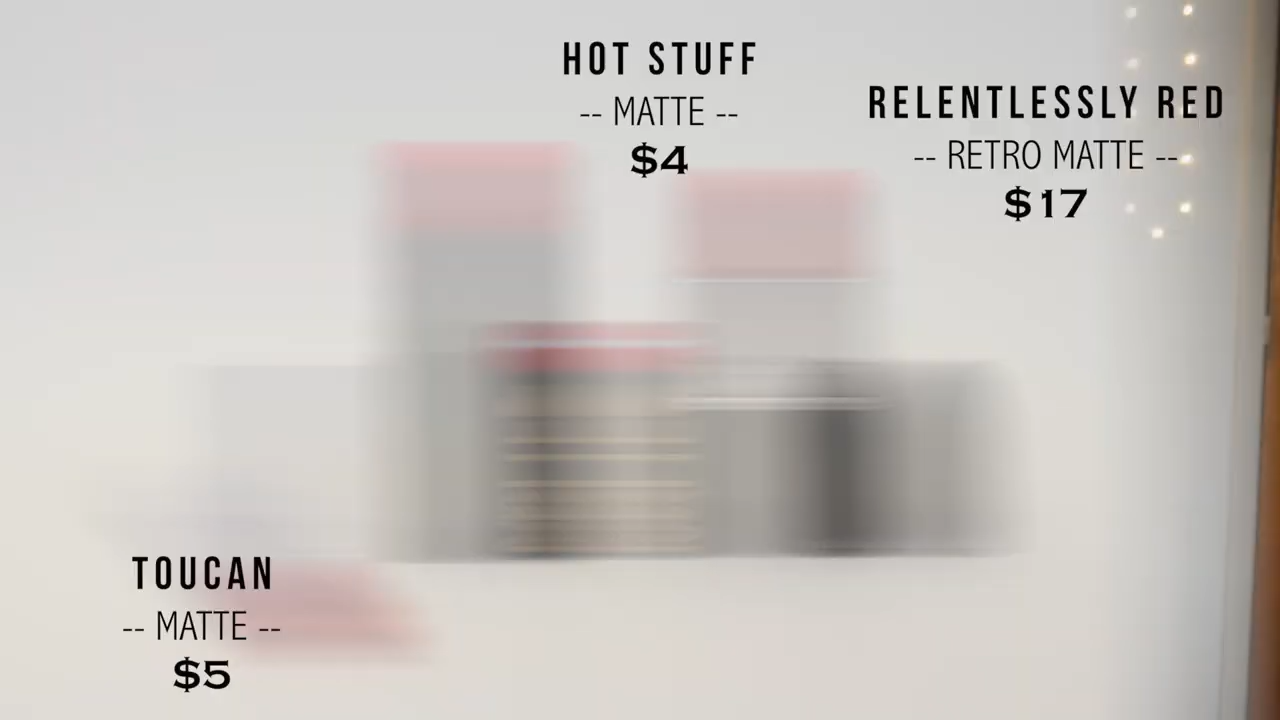 HOT STUFF
-- MATTE --
$4
RELENTLESSLY RED
-- RETRO MATTE --
$17
TOUCAN
-- MATTE --
$5